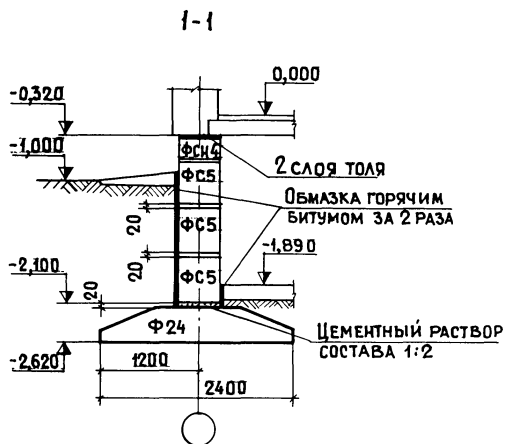 1-1
0,000
-0,320
ФСН4
-1,000
ФС5
2 СЛОЯ ТОЛЯ
ОБМАЗКА ГОРЯЧИМ
БИТУМОМ ЗА 2 РАЗА
20
ФС5
-1,890
20
ФС5
-2,100
20
Ф24
ЦЕМЕНТНЫЙ РАСТВОР
СОСТАВА 1:2
-2,620
1200
2400